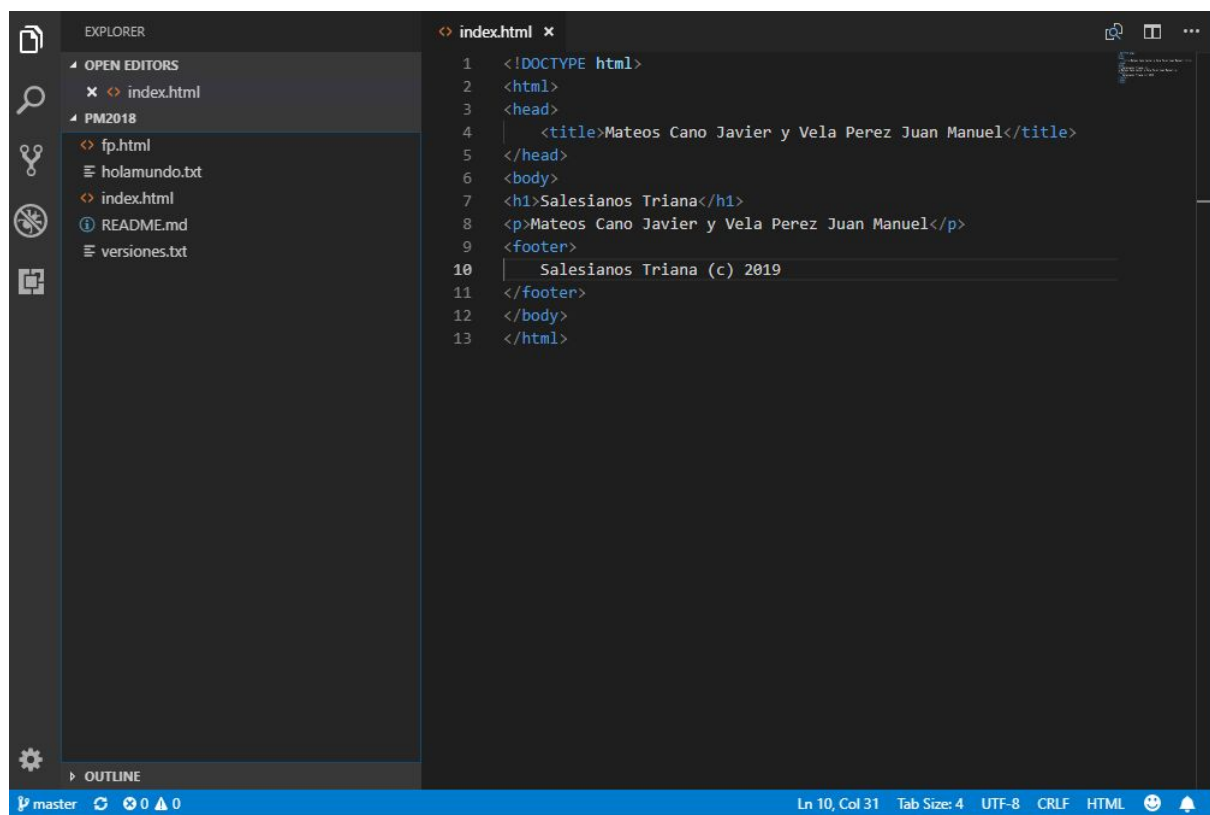 EXPLORER
OPEN EDITORS
index.html
PM2018
fp.html
holamundo.txt
index.html
README.md
versiones.txt
OUTLINE
index.html
1 <!DOCTYPE html>
2 <html>
3 <head>
4 <title>Mateos Cano Javier y Vela Perez Juan Manuel</title>
5 </head>
6 <body>
7 <h1>Salesianos Triana</h1>
8 <p>Mateos Cano Javier y Vela Perez Juan Manuel</p>
9 <footer>
10 Salesianos Triana (c) 2019
11 </footer>
12 </body>
13 </html>
master 0 0 Ln 10, Col 31 Tab Size: 4 UTF-8 CRLF HTML